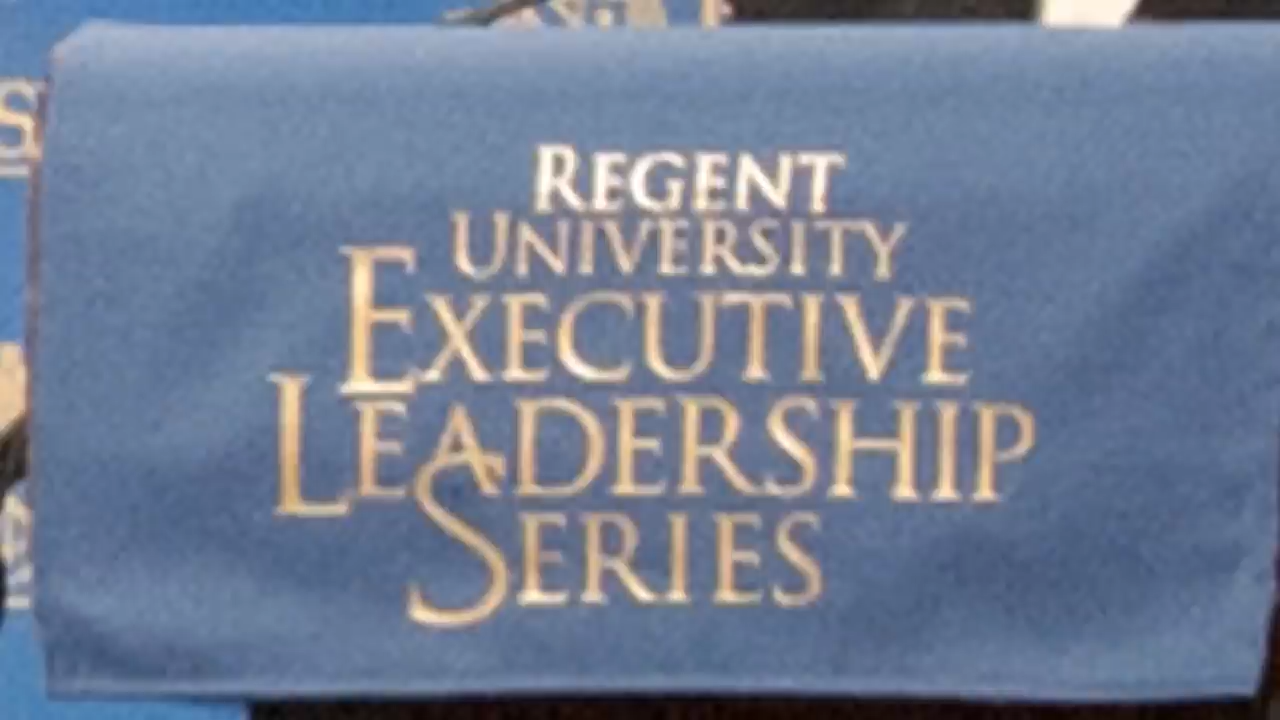 REGENT
UNIVERSITY
EXECUTIVE
LEADERSHIP
SERIES
S